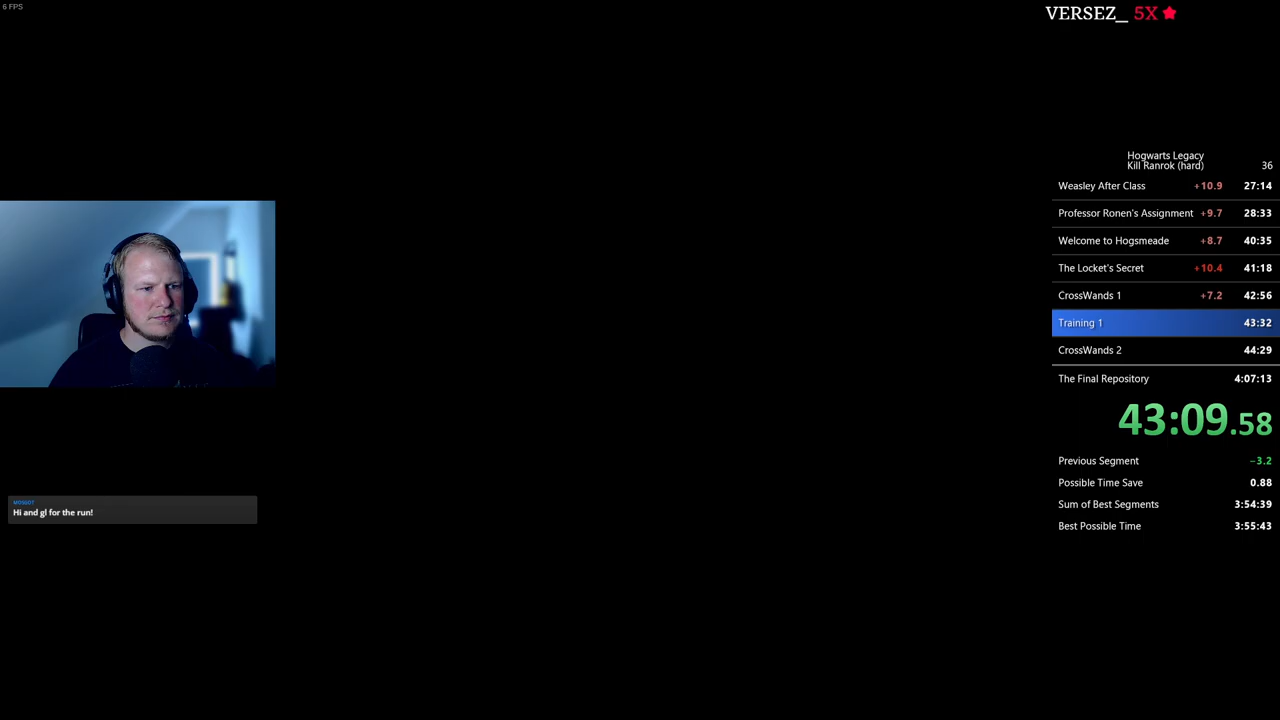 6 FPS
VERSEZ_ 5X
Hogwarts Legacy
Kill Ranrok (hard) 36
Weasley After Class +10.9 27:14
Professor Ronen's Assignment +9.7 28:33
Welcome to Hogsmeade +8.7 40:35
The Locket's Secret +10.4 41:18
CrossWands 1 +7.2 42:56
Training 1 43:32
CrossWands 2 44:29
The Final Repository 4:07:13
43:09.58
Previous Segment −3.2
Possible Time Save 0.88
Sum of Best Segments 3:54:39
Best Possible Time 3:55:43
Hi and gl for the run!